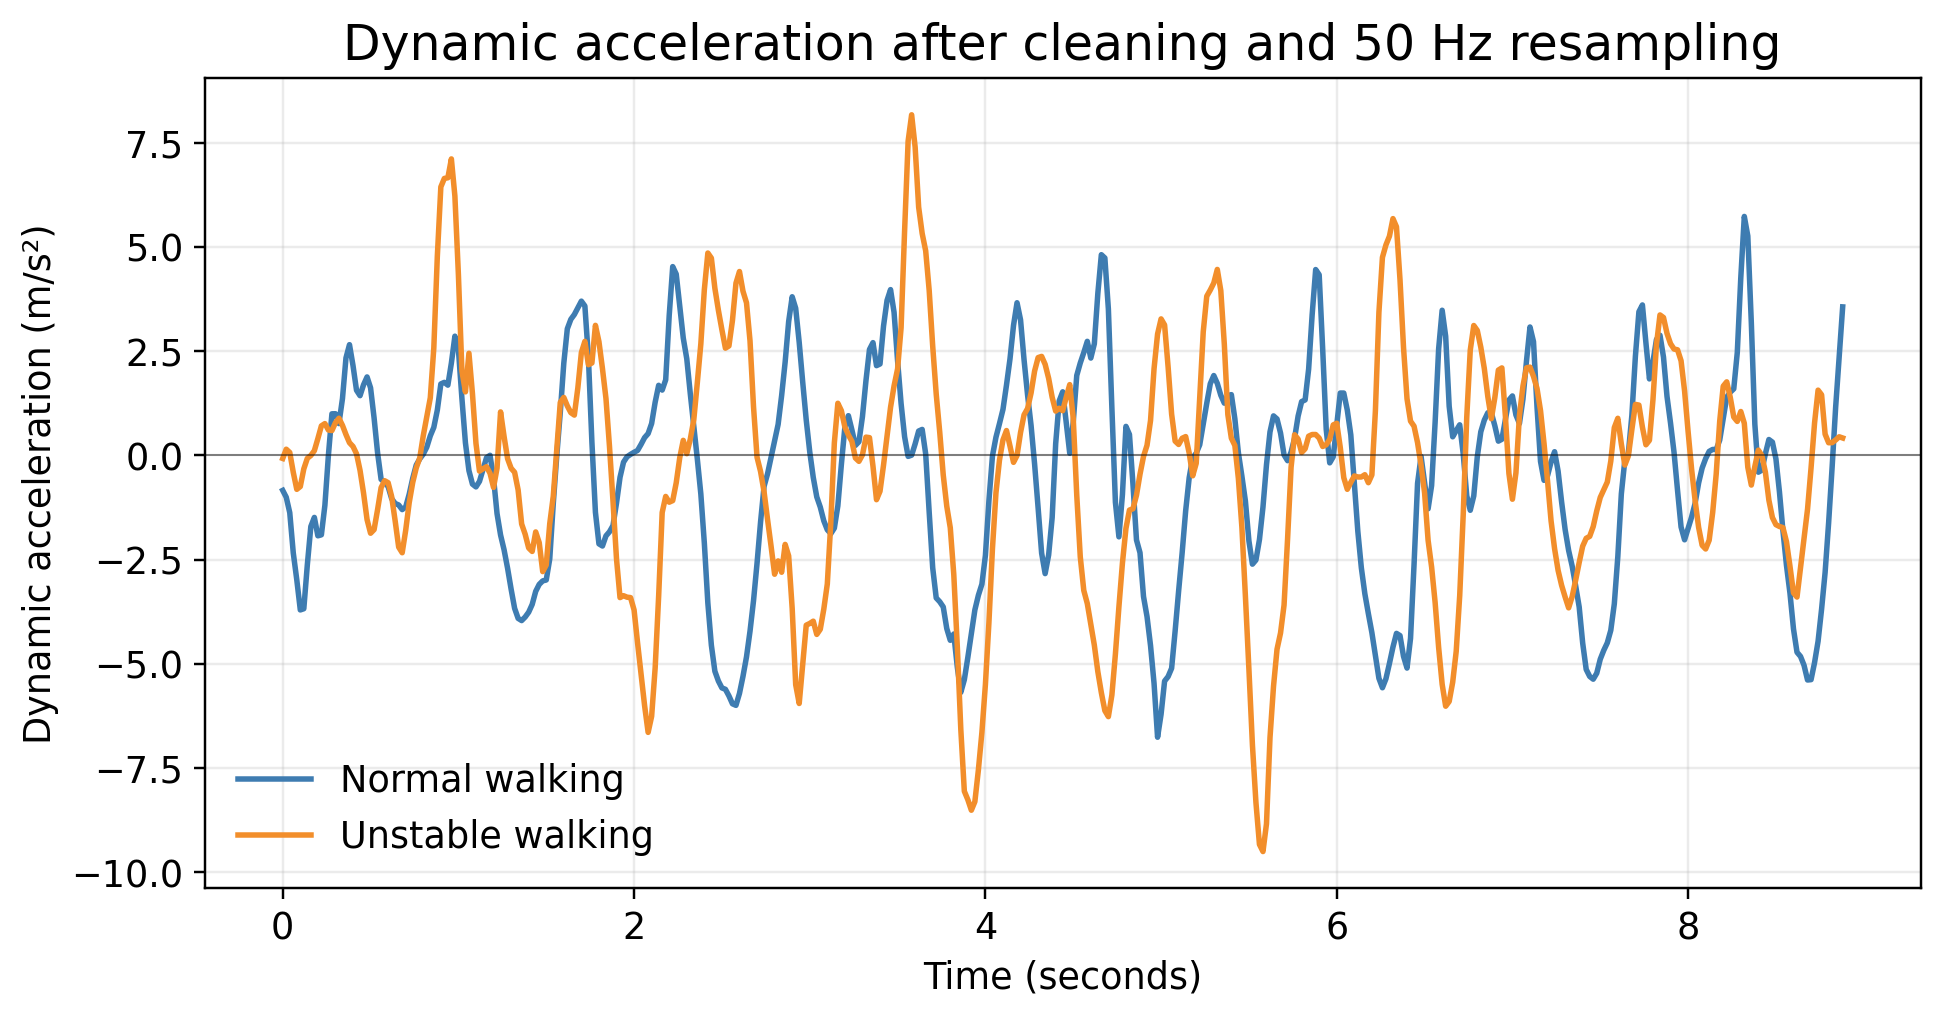 Dynamic acceleration after cleaning and 50 Hz resampling
Dynamic acceleration (m/s²)
7.5
5.0
2.5
0.0
−2.5
−5.0
−7.5
−10.0
Normal walking
Unstable walking
0 2 4 6 8
Time (seconds)